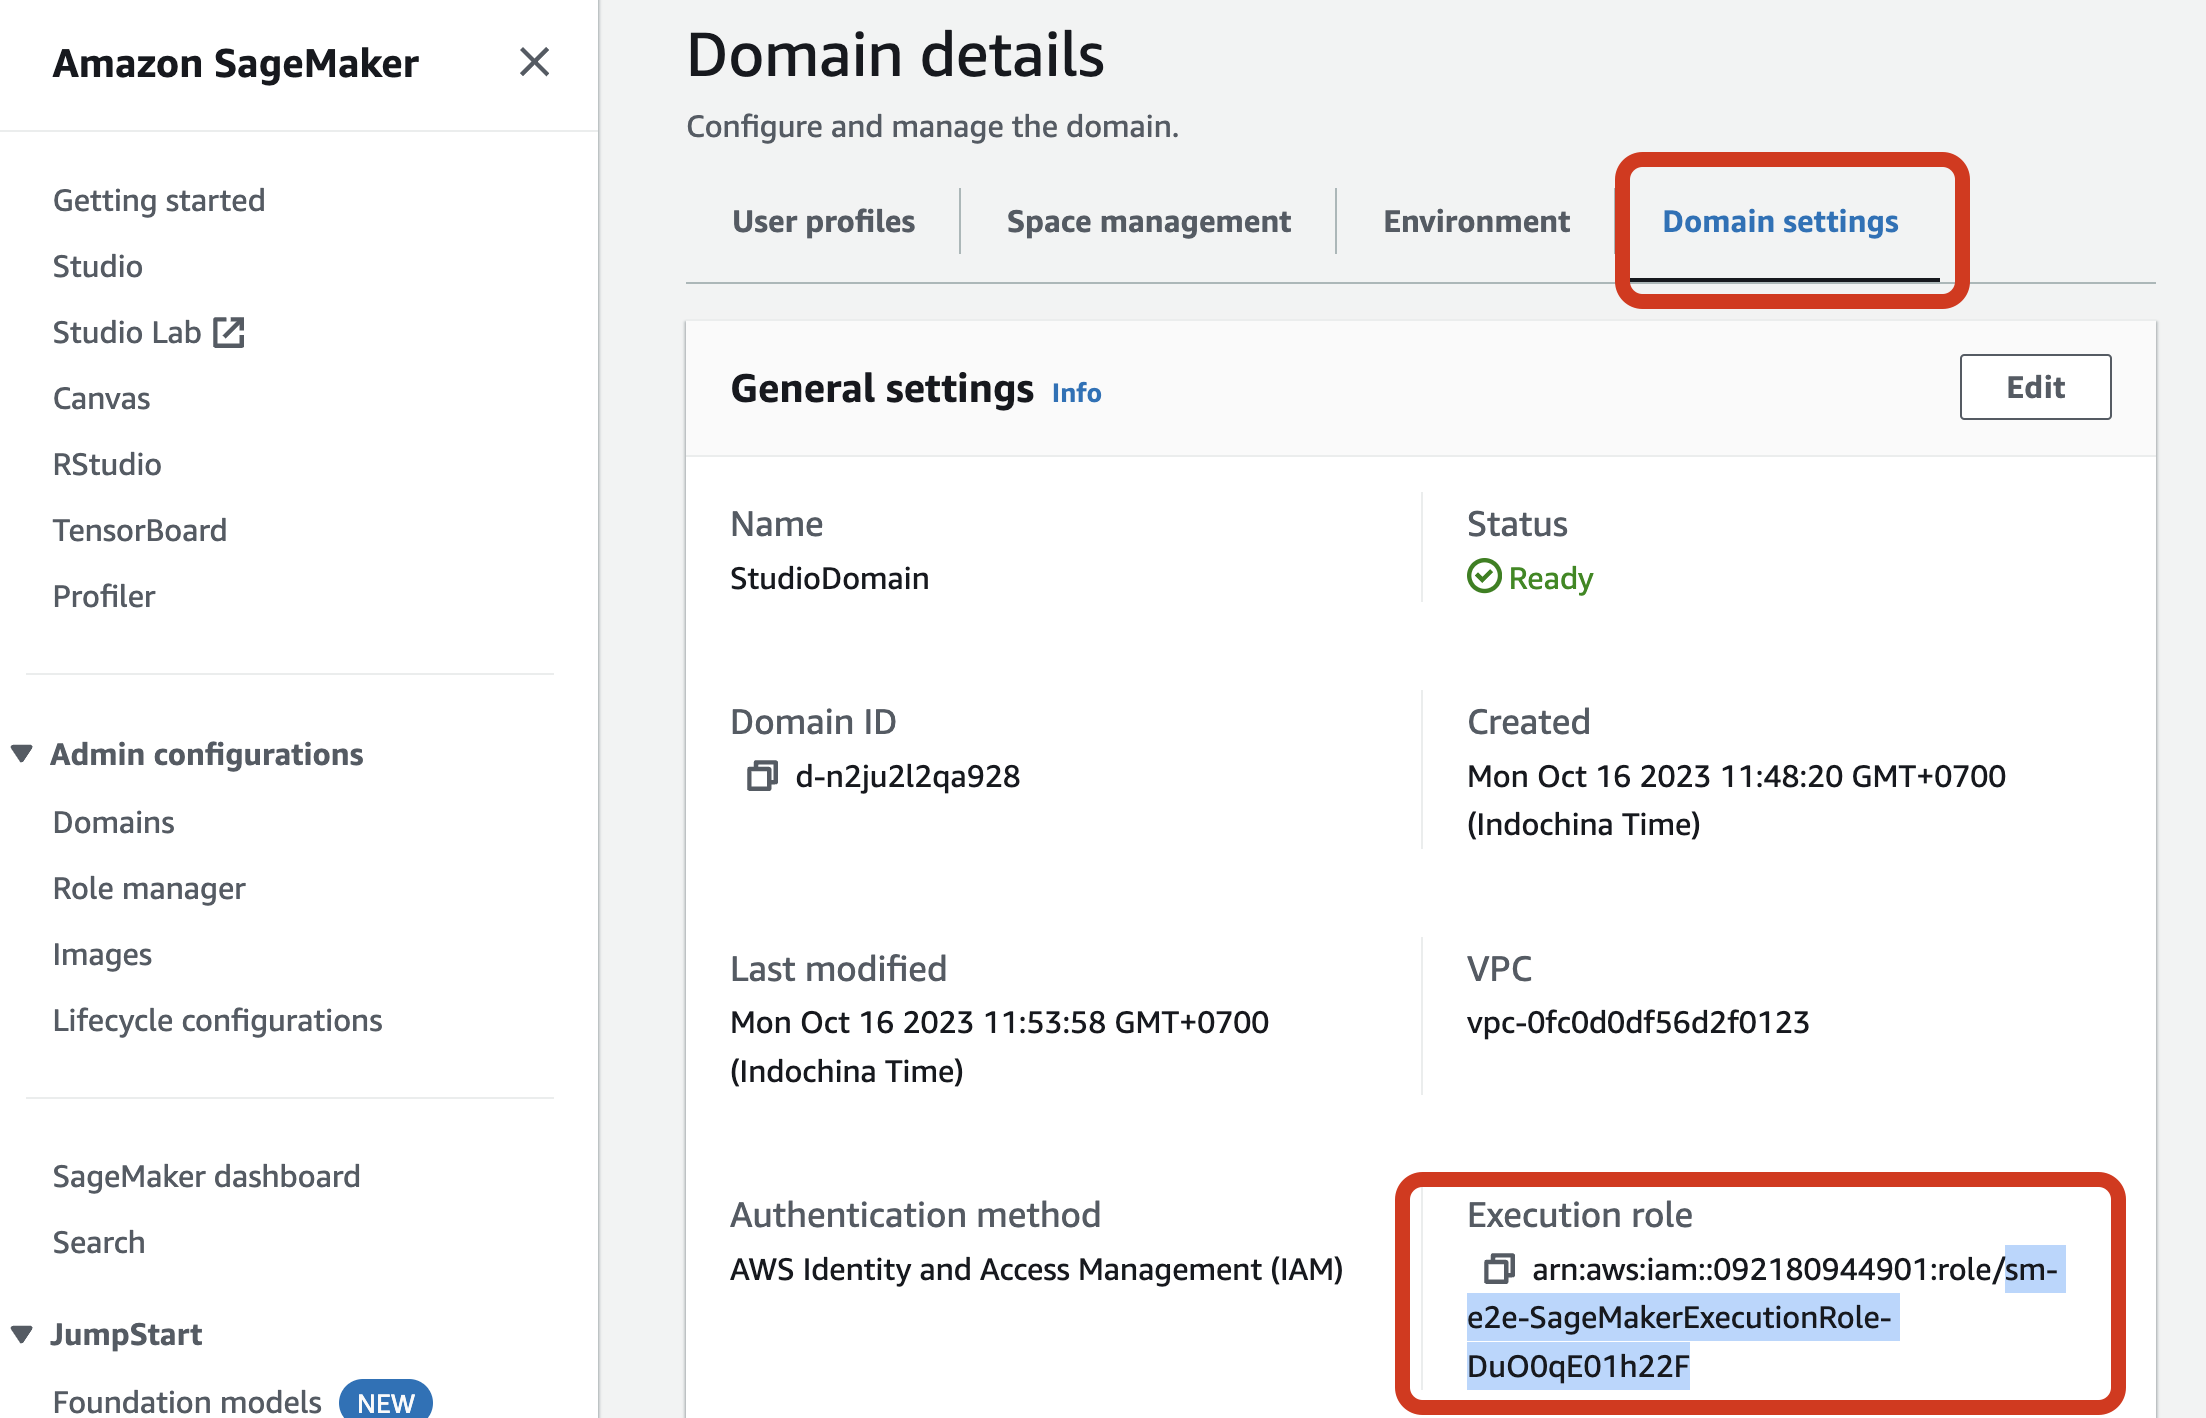 Amazon SageMaker
Getting started
Studio
Studio Lab
Canvas
RStudio
TensorBoard
Profiler
Admin configurations
Domains
Role manager
Images
Lifecycle configurations
SageMaker dashboard
Search
JumpStart
Foundation models NEW
Domain details
Configure and manage the domain.
User profiles Space management Environment Domain settings
General settings Info Edit
Name
StudioDomain
Status
Ready
Domain ID
d-n2ju2l2qa928
Created
Mon Oct 16 2023 11:48:20 GMT+0700
(Indochina Time)
Last modified
Mon Oct 16 2023 11:53:58 GMT+0700
(Indochina Time)
VPC
vpc-0fc0d0df56d2f0123
Authentication method
AWS Identity and Access Management (IAM)
Execution role
arn:aws:iam::092180944901:role/sm-
e2e-SageMakerExecutionRole-
DuO0qE01h22F